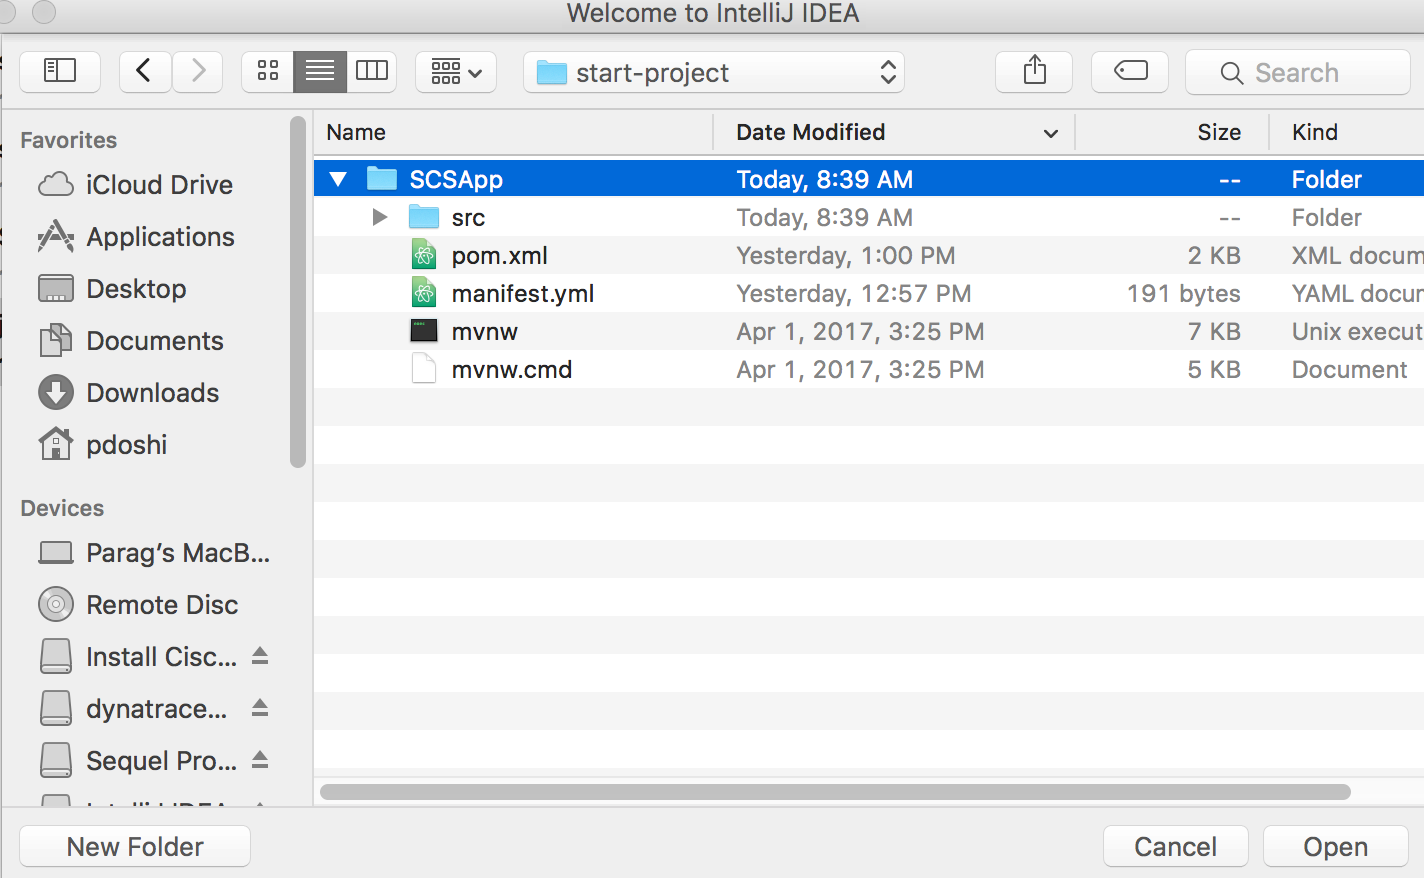 Welcome to IntelliJ IDEA
start-project
Search
Favorites
iCloud Drive
Applications
Desktop
Documents
Downloads
pdoshi
Devices
Parag’s MacB...
Remote Disc
Install Cisc...
dynatrace...
Sequel Pro...
Name Date Modified Size Kind
SCSApp Today, 8:39 AM -- Folder
src Today, 8:39 AM -- Folder
pom.xml Yesterday, 1:00 PM 2 KB XML docum
manifest.yml Yesterday, 12:57 PM 191 bytes YAML docur
mvnw Apr 1, 2017, 3:25 PM 7 KB Unix execut
mvnw.cmd Apr 1, 2017, 3:25 PM 5 KB Document
New Folder
Cancel
Open